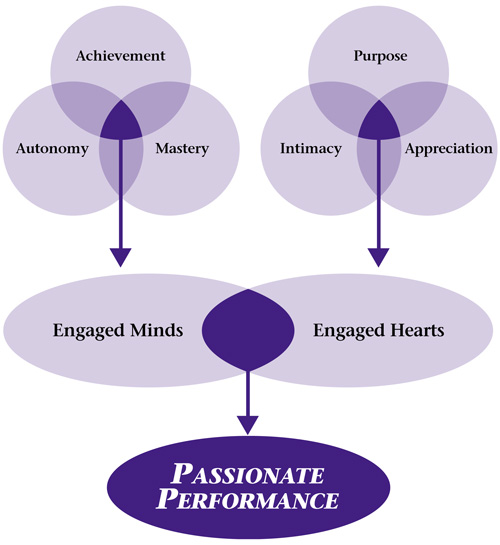 Achievement
Autonomy
Mastery
Purpose
Intimacy
Appreciation
Engaged Minds
Engaged Hearts
PASSIONATE
PERFORMANCE